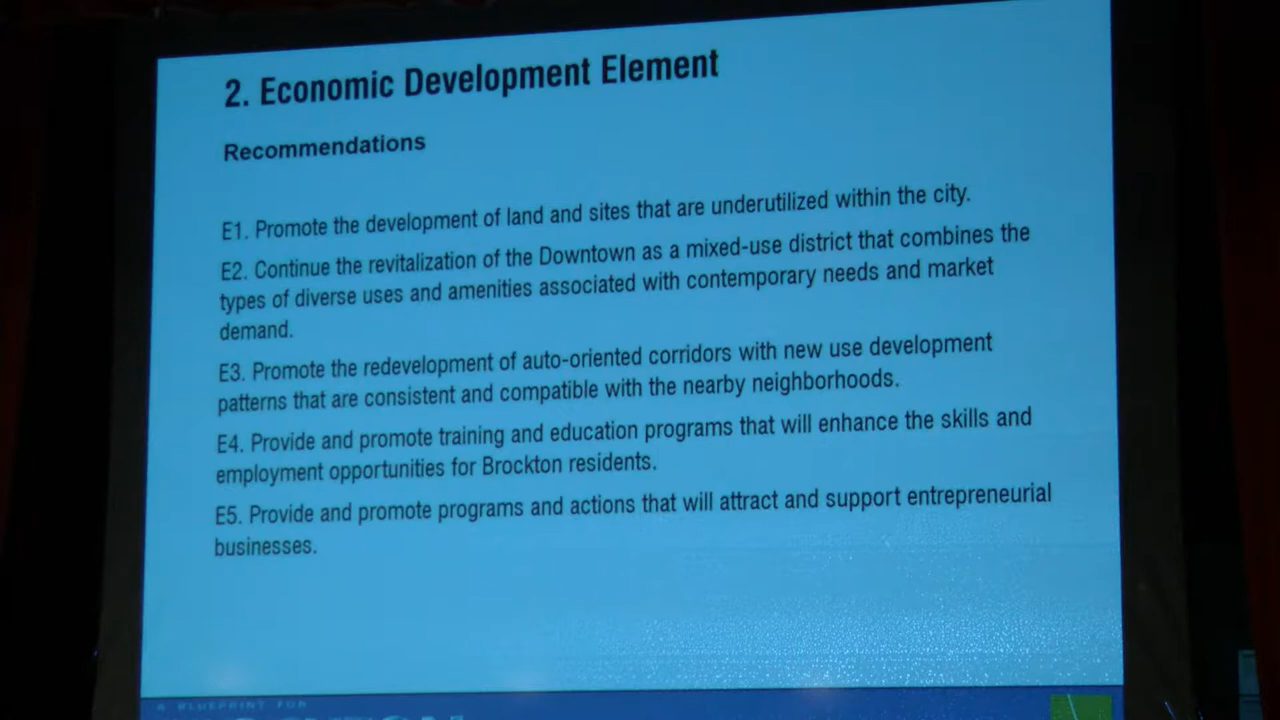 2. Economic Development Element
Recommendations
E1. Promote the development of land and sites that are underutilized within the city.
E2. Continue the revitalization of the Downtown as a mixed-use district that combines the
types of diverse uses and amenities associated with contemporary needs and market
demand.
E3. Promote the redevelopment of auto-oriented corridors with new use development
patterns that are consistent and compatible with the nearby neighborhoods.
E4. Provide and promote training and education programs that will enhance the skills and
employment opportunities for Brockton residents.
E5. Provide and promote programs and actions that will attract and support entrepreneurial
businesses.
A BLUEPRINT FOR